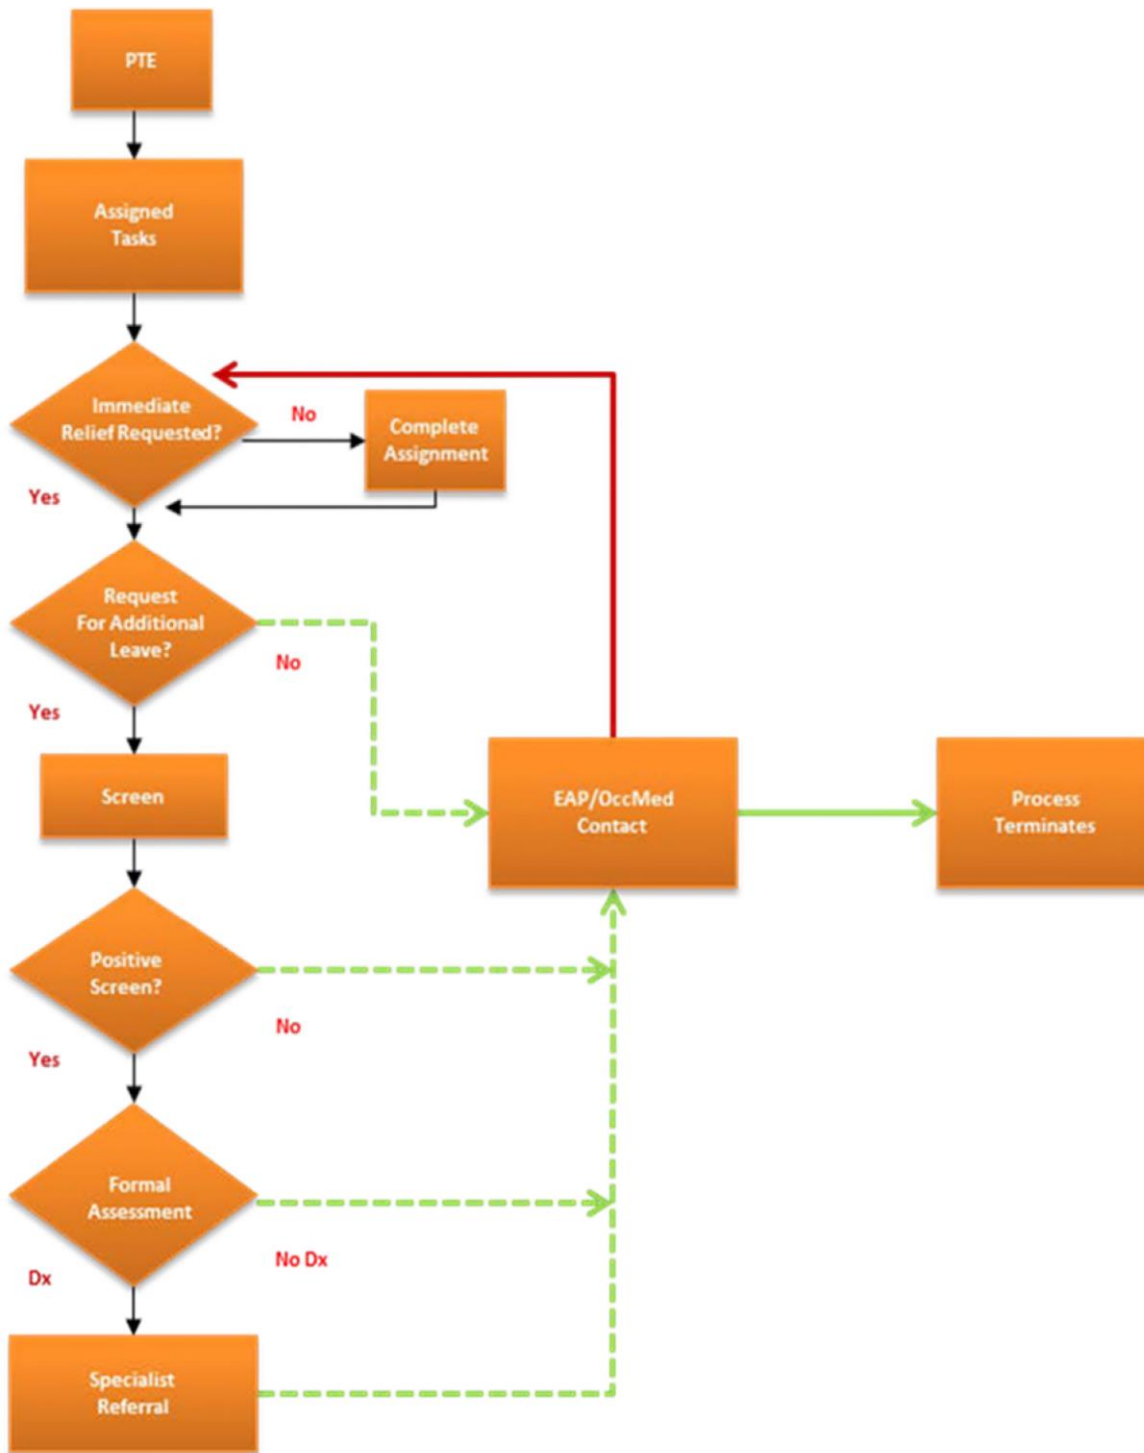 PTE
Assigned
Tasks
Immediate
Relief Requested?
No
Complete
Assignment
Yes
Request
For Additional
Leave?
No
Yes
Screen
EAP/OccMed
Contact
Process
Terminates
Positive
Screen?
No
Yes
Formal
Assessment
No Dx
Dx
Specialist
Referral